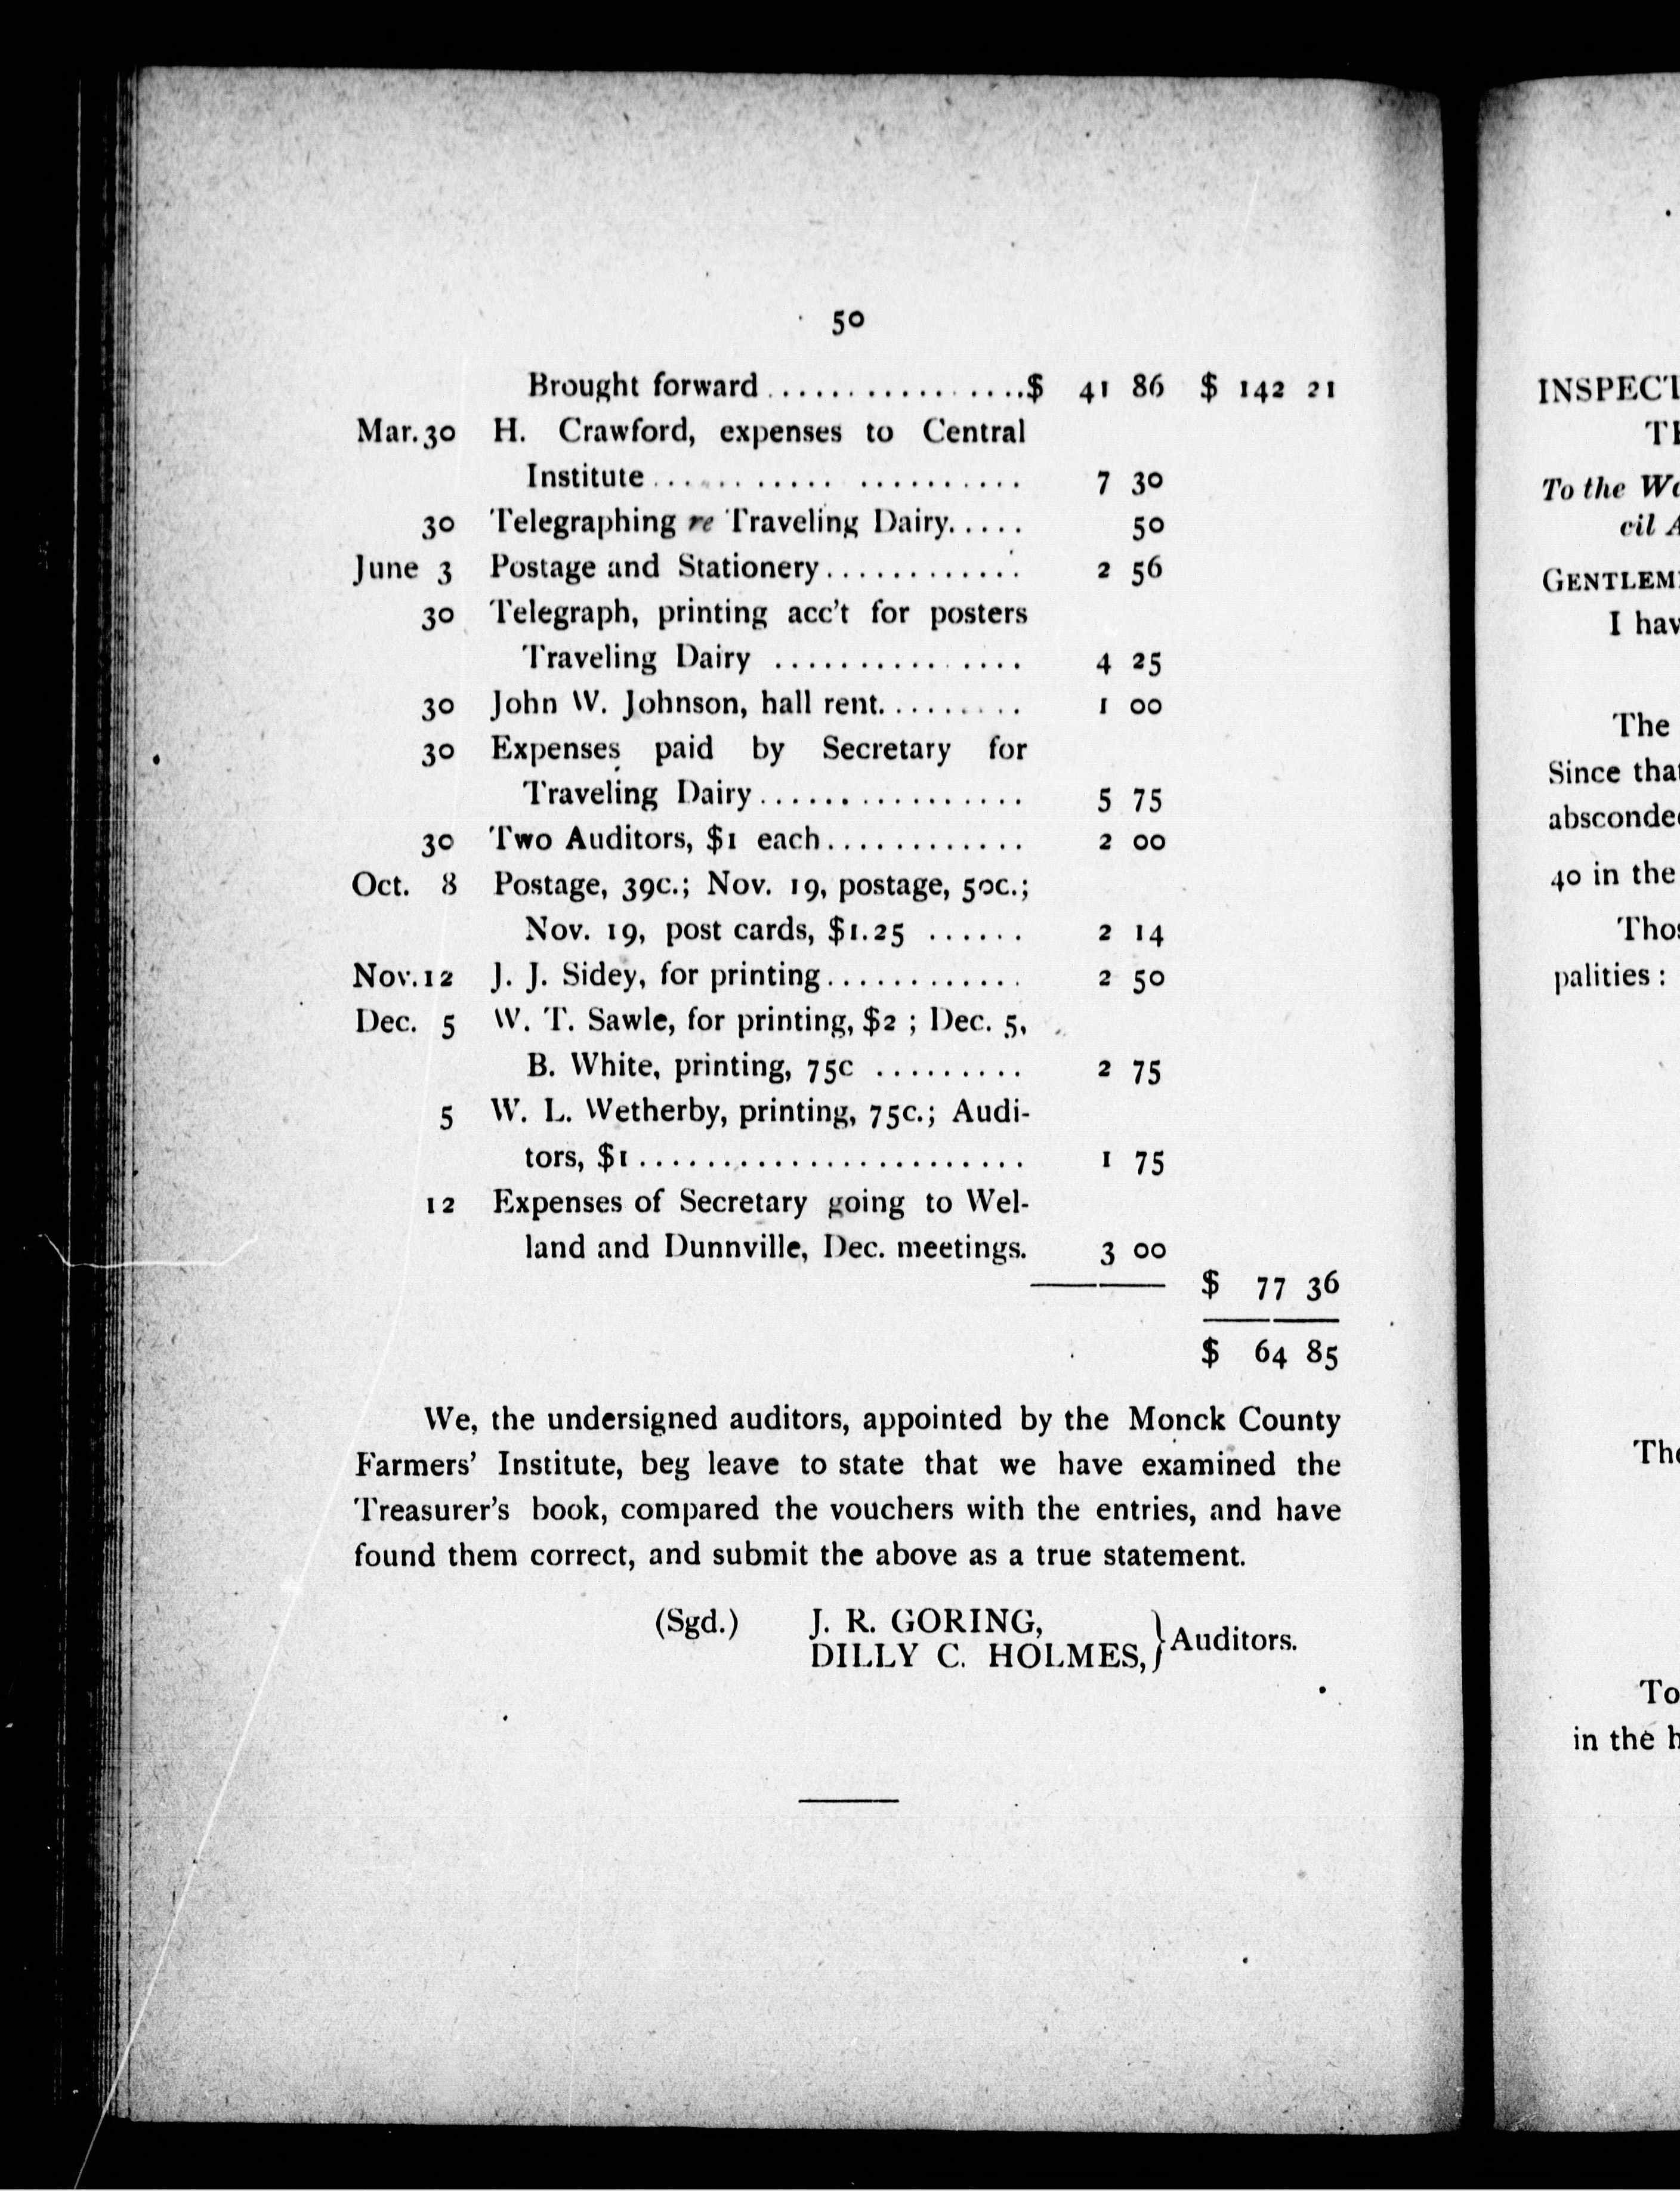 50
Brought forward ................$ 41 86 $ 142 21
Mar. 30 H. Crawford, expenses to Central
Institute ...................... 7 30
30 Telegraphing re Traveling Dairy..... 50
June 3 Postage and Stationery............ 2 56
30 Telegraph, printing acc't for posters
Traveling Dairy ............... 4 25
30 John W. Johnson, hall rent......... 1 00
30 Expenses paid by Secretary for
Traveling Dairy................ 5 75
30 Two Auditors, $1 each............ 2 00
Oct. 8 Postage, 39c.; Nov. 19, postage, 50c.;
Nov. 19, post cards, $1.25 ...... 2 14
Nov. 12 J. J. Sidey, for printing............ 2 50
Dec. 5 W. T. Sawle, for printing, $2 ; Dec. 5,
B. White, printing, 75c ......... 2 75
5 W. L. Wetherby, printing, 75c.; Audi-
tors, $1....................... 1 75
12 Expenses of Secretary going to Wel-
land and Dunnville, Dec. meetings. 3 00
$ 77 36
$ 64 85
We, the undersigned auditors, appointed by the Monck County
Farmers' Institute, beg leave to state that we have examined the
Treasurer's book, compared the vouchers with the entries, and have
found them correct, and submit the above as a true statement.
(Sgd.) J. R. GORING,
DILLY C. HOLMES, } Auditors.
To the
cil
I
The
Since
40 in the
palities :
To
in the